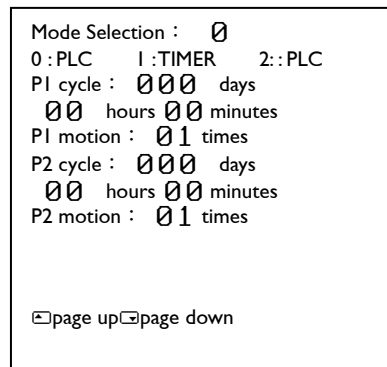 Mode Selection： 0
0 : PLC 1 :TIMER 2: : PLC
P1 cycle： 000 days
00 hours 00 minutes
P1 motion： 01 times
P2 cycle： 000 days
00 hours 00 minutes
P2 motion： 01 times
page up page down